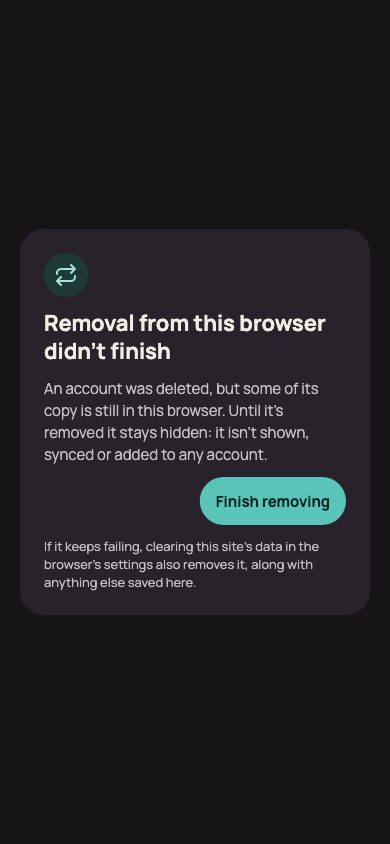 Removal from this browser
didn't finish
An account was deleted, but some of its
copy is still in this browser. Until it's
removed it stays hidden: it isn't shown,
synced or added to any account.
Finish removing
If it keeps failing, clearing this site's data in the
browser's settings also removes it, along with
anything else saved here.